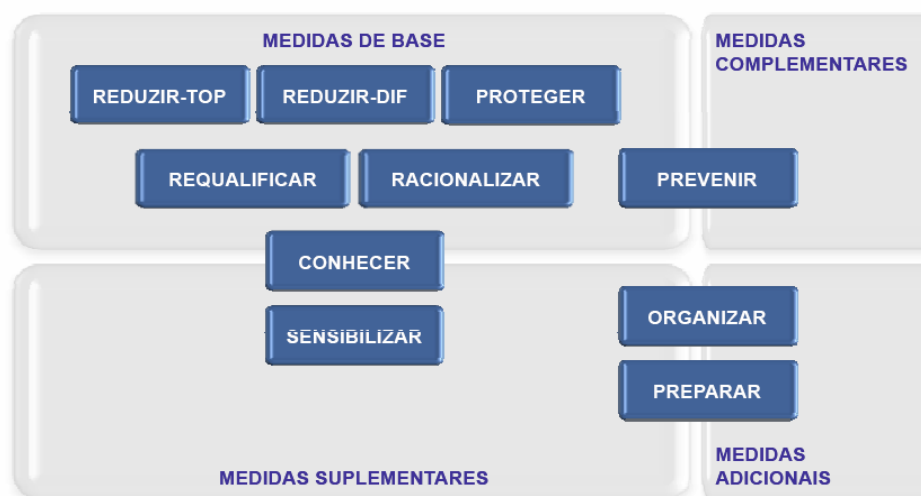 MEDIDAS DE BASE
MEDIDAS
COMPLEMENTARES
REDUZIR-TOP
REDUZIR-DIF
PROTEGER
REQUALIFICAR
RACIONALIZAR
PREVENIR
CONHECER
SENSIBILIZAR
ORGANIZAR
PREPARAR
MEDIDAS SUPLEMENTARES
MEDIDAS
ADICIONAIS